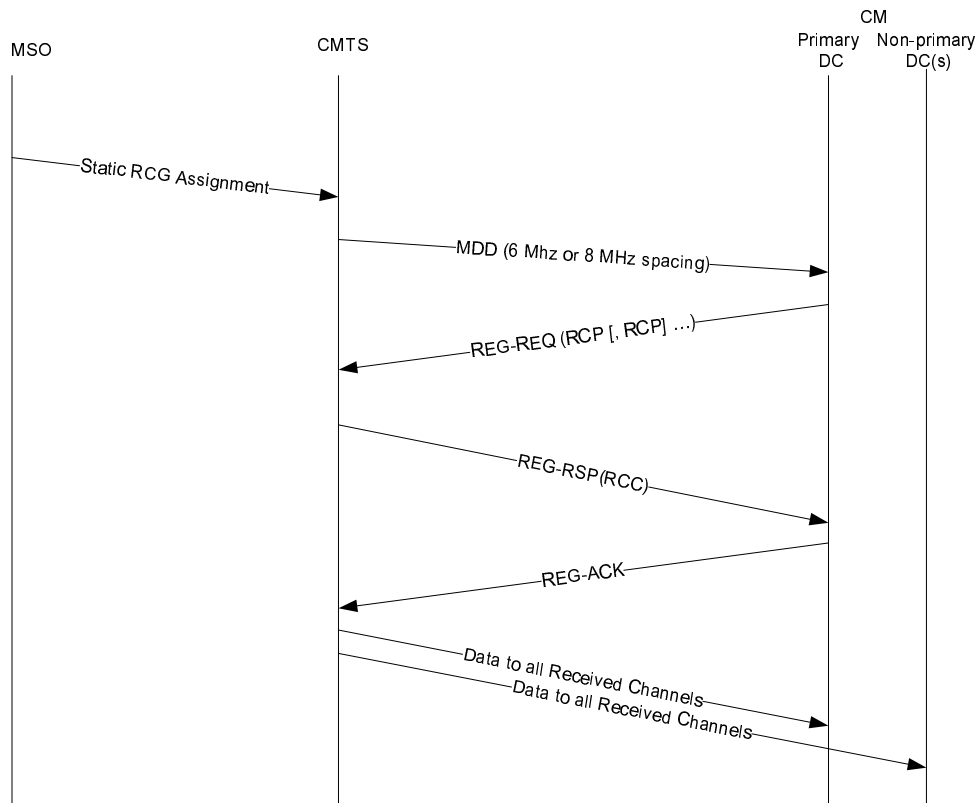 CM
MSO
CMTS
Primary
DC
Non-primary
DC(s)
Static RCG Assignment
MDD (6 Mhz or 8 MHz spacing)
REG-REQ (RCP [, RCP] …)
REG-RSP(RCC)
REG-ACK
Data to all Received Channels
Data to all Received Channels